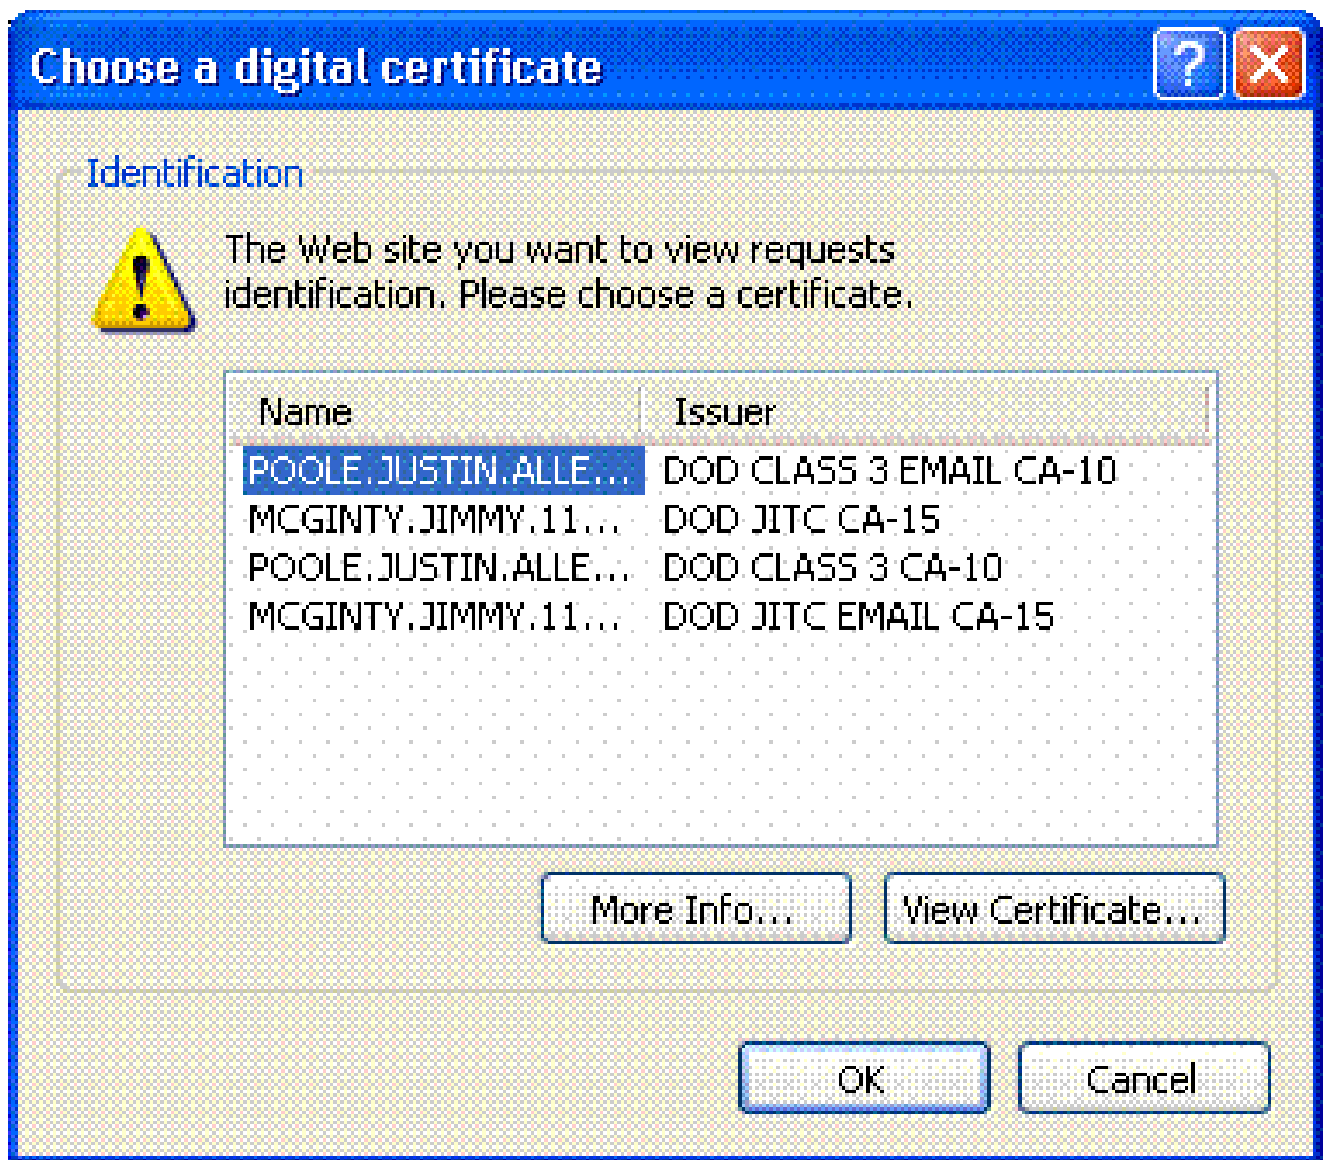 Choose a digital certificate
Identification
The Web site you want to view requests
identification. Please choose a certificate.
Name Issuer
POOLE.JUSTIN.ALLE... DOD CLASS 3 EMAIL CA-10
MCGINTY.JIMMY.11... DOD JITC CA-15
POOLE.JUSTIN.ALLE... DOD CLASS 3 CA-10
MCGINTY.JIMMY.11... DOD JITC EMAIL CA-15
More Info... View Certificate...
OK Cancel